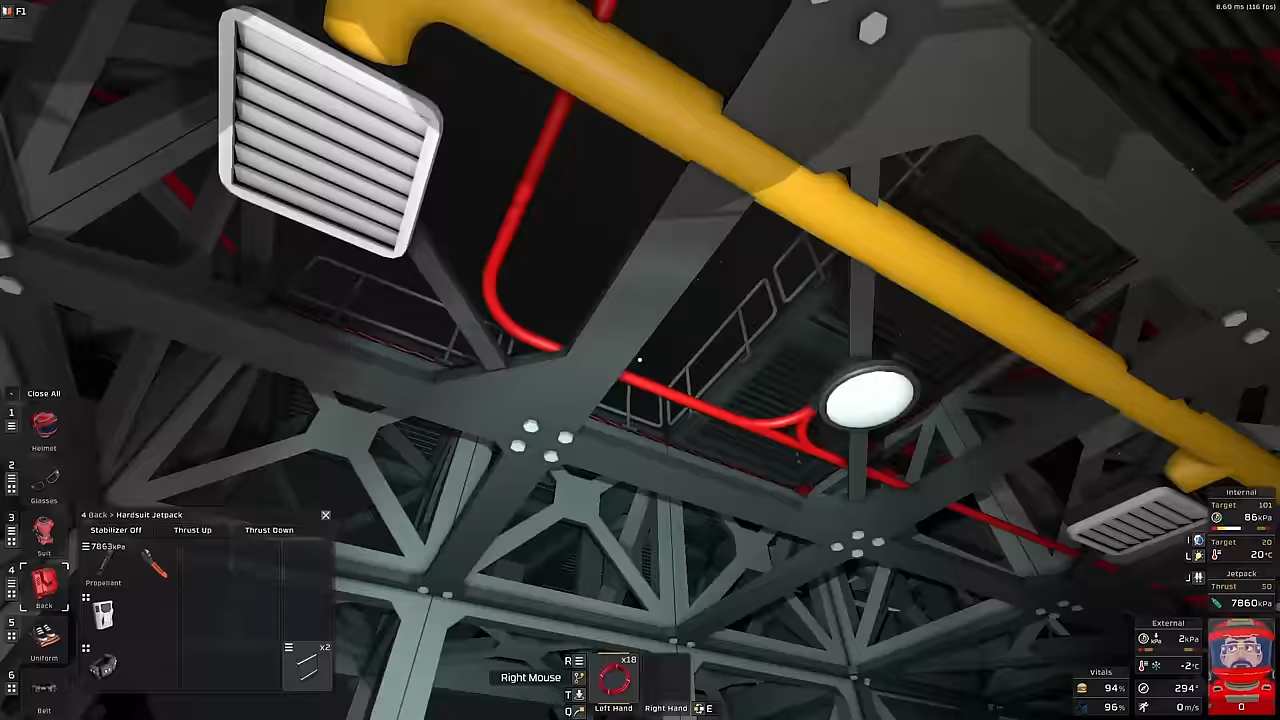 F1
8.60 ms (116 fps)
- Close All
1
Helmet
2
Glasses
3
Suit
4
Back
5
Uniform
6
Belt
4 Back > Hardsuit Jetpack
Stabilizer Off Thrust Up Thrust Down
7863kPa
Propellant
x2
Right Mouse
R
T
Q
x18
Left Hand
Right Hand
E
Internal
Target 101
86kPa
Target 20
20°C
I
L
J
Jetpack
Thrust 50
7860kPa
External
kPa
2kPa
-2°C
294°
0m/s
Vitals
94%
96%
0